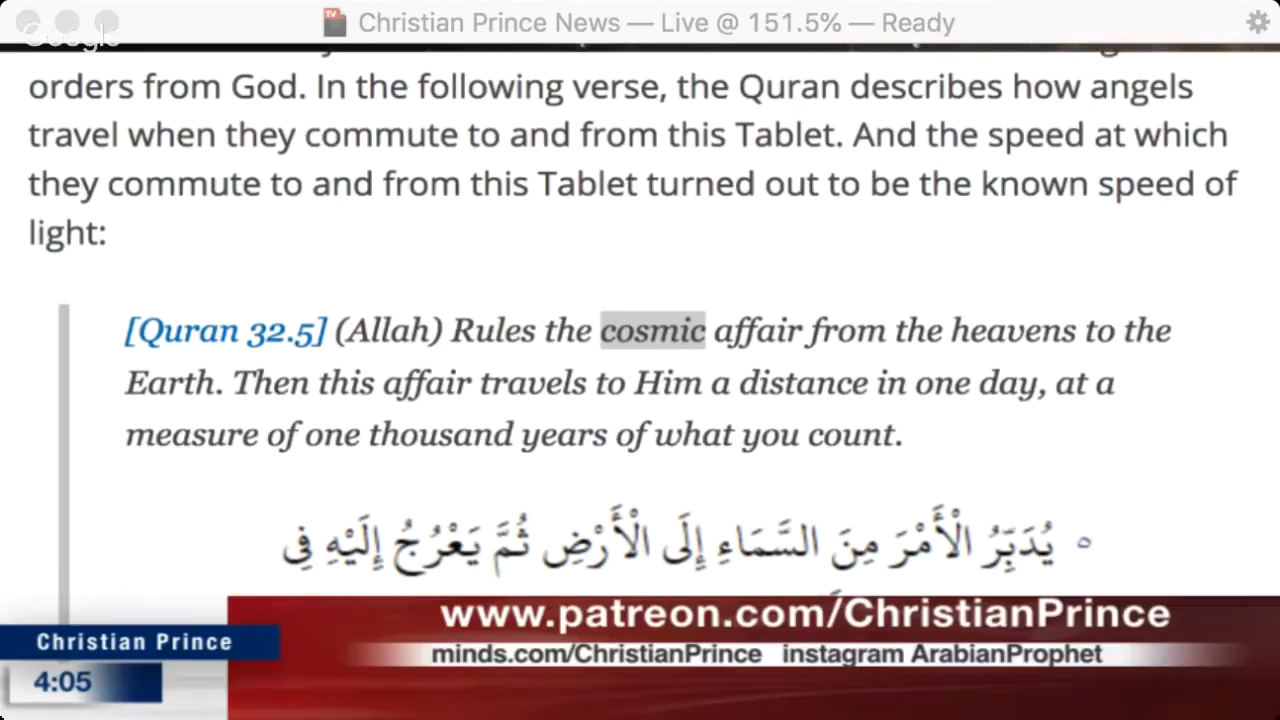 Christian Prince News — Live @ 151.5% — Ready
Google
orders from God. In the following verse, the Quran describes how angels
travel when they commute to and from this Tablet. And the speed at which
they commute to and from this Tablet turned out to be the known speed of
light:
[Quran 32.5] (Allah) Rules the cosmic affair from the heavens to the
Earth. Then this affair travels to Him a distance in one day, at a
measure of one thousand years of what you count.
٥ يُدَبِّرُ الْأَمْرَ مِنَ السَّمَاءِ إِلَى الْأَرْضِ ثُمَّ يَعْرُجُ إِلَيْهِ فِي
www.patreon.com/ChristianPrince
Christian Prince
minds.com/ChristianPrince instagram ArabianProphet
4:05